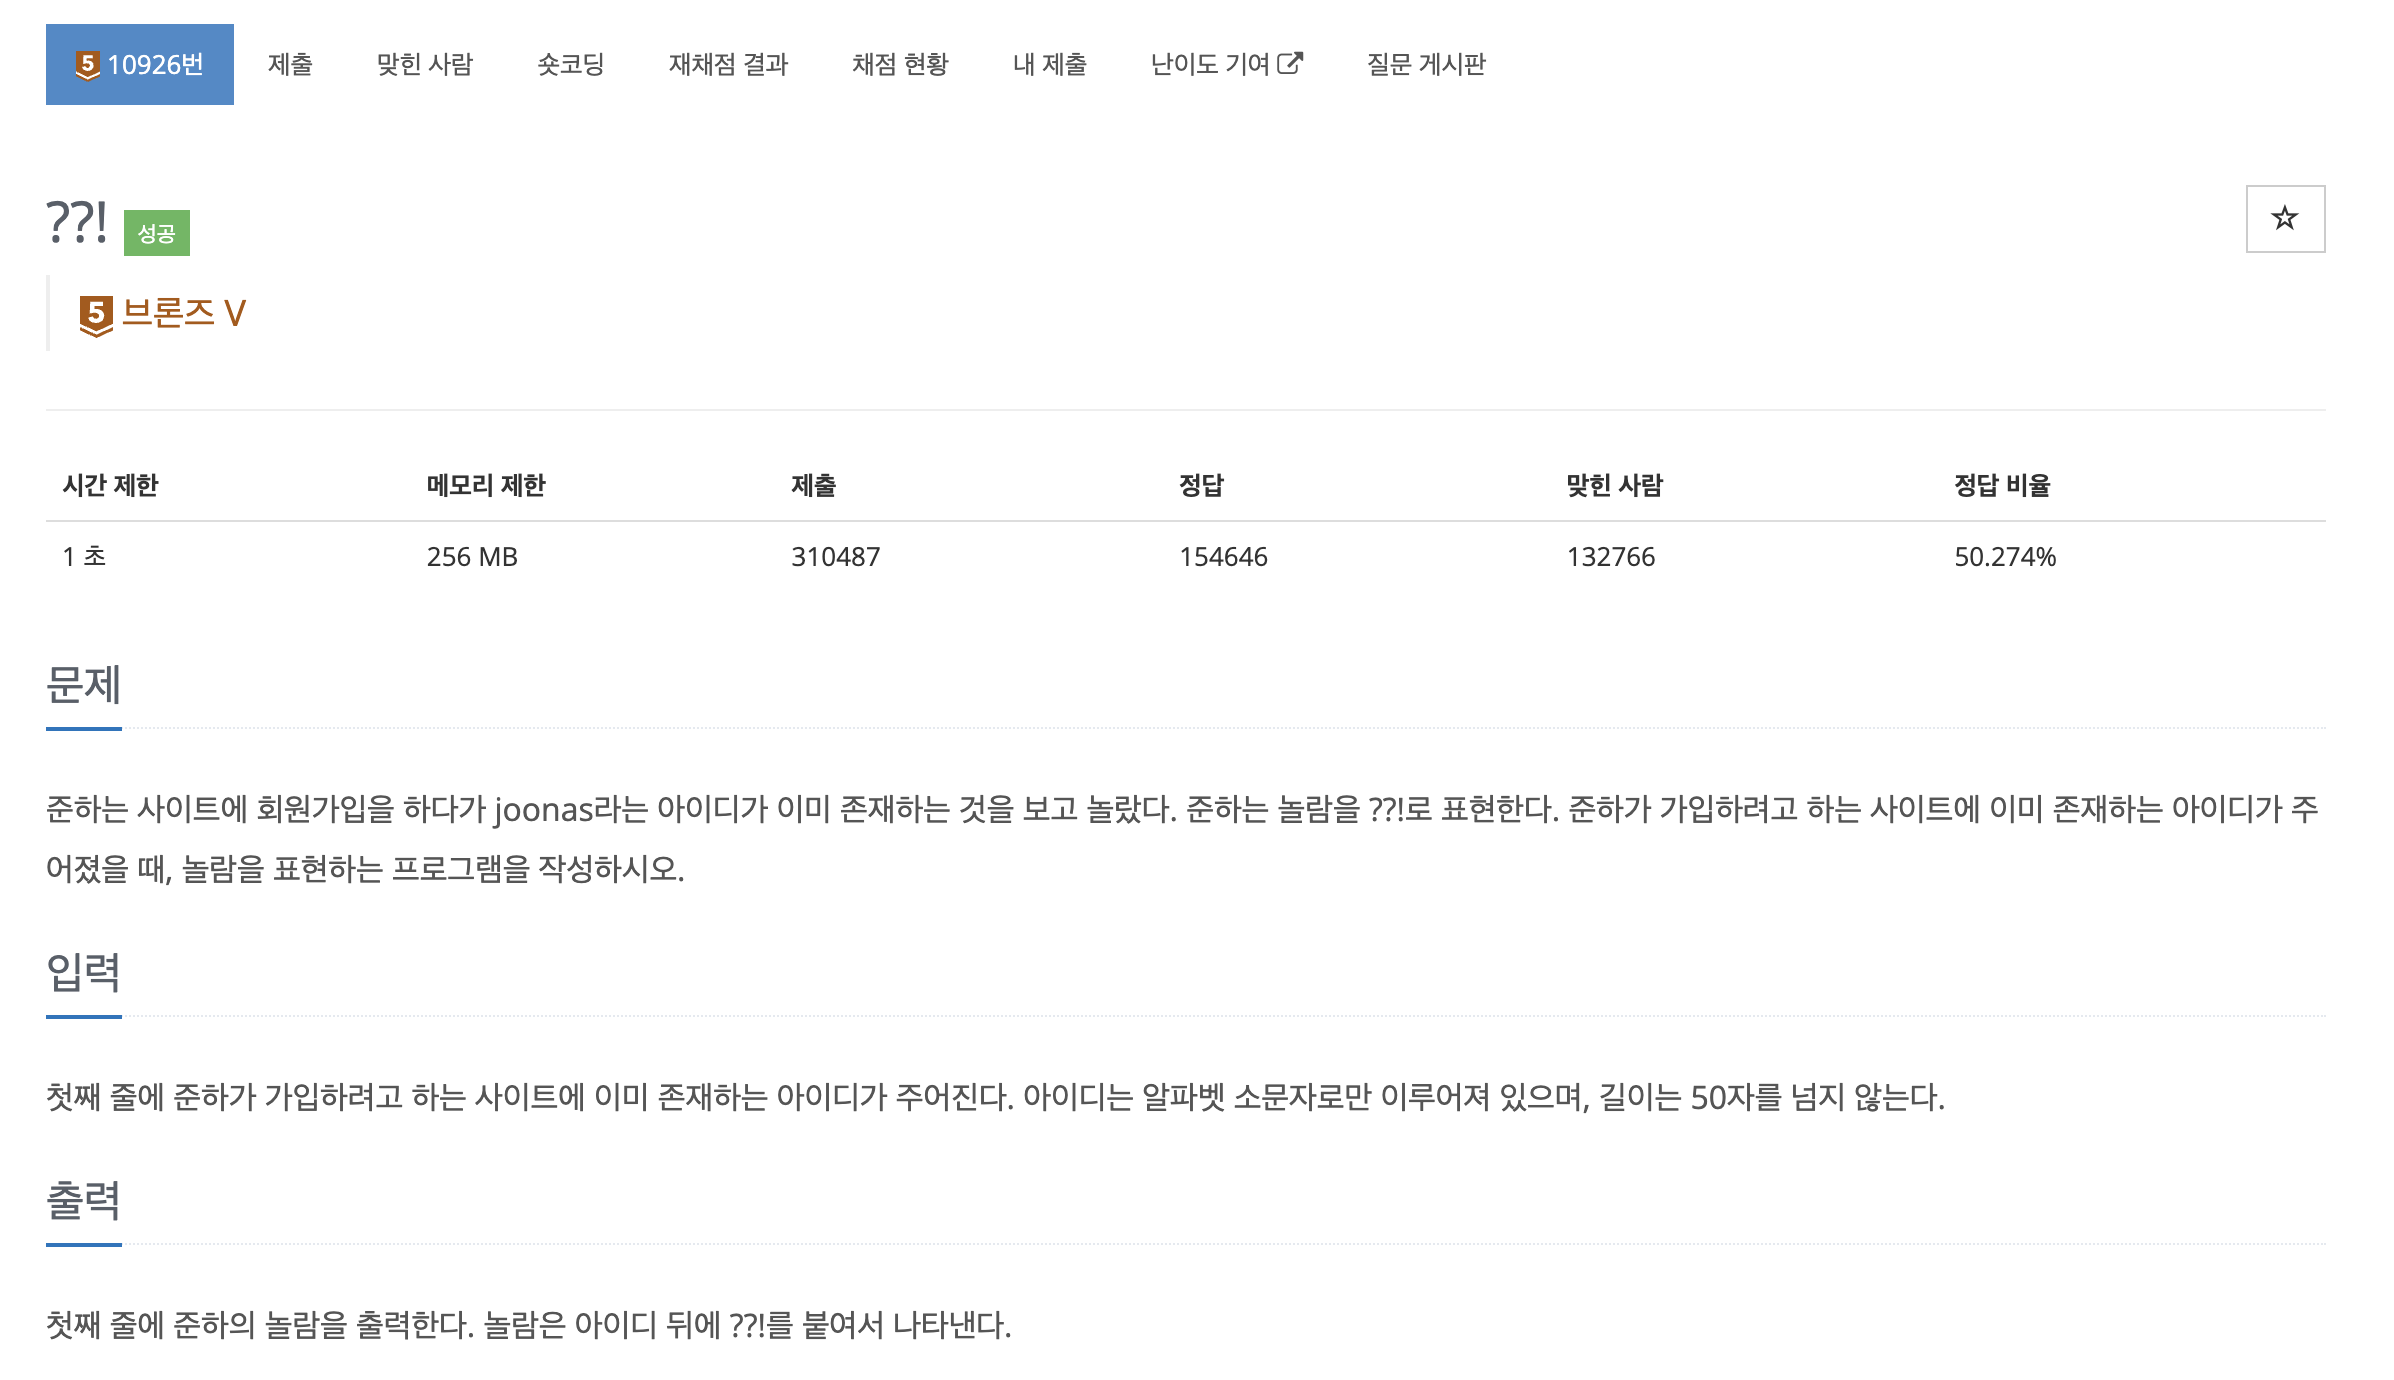 5 10926번 제출 맞힌 사람 숏코딩 재채점 결과 채점 현황 내 제출 난이도 기여 질문 게시판
??! 성공
5 브론즈 V
시간 제한 메모리 제한 제출 정답 맞힌 사람 정답 비율
1 초 256 MB 310487 154646 132766 50.274%
문제
준하는 사이트에 회원가입을 하다가 joonas라는 아이디가 이미 존재하는 것을 보고 놀랐다. 준하는 놀람을 ??!로 표현한다. 준하가 가입하려고 하는 사이트에 이미 존재하는 아이디가 주
어졌을 때, 놀람을 표현하는 프로그램을 작성하시오.
입력
첫째 줄에 준하가 가입하려고 하는 사이트에 이미 존재하는 아이디가 주어진다. 아이디는 알파벳 소문자로만 이루어져 있으며, 길이는 50자를 넘지 않는다.
출력
첫째 줄에 준하의 놀람을 출력한다. 놀람은 아이디 뒤에 ??!를 붙여서 나타낸다.